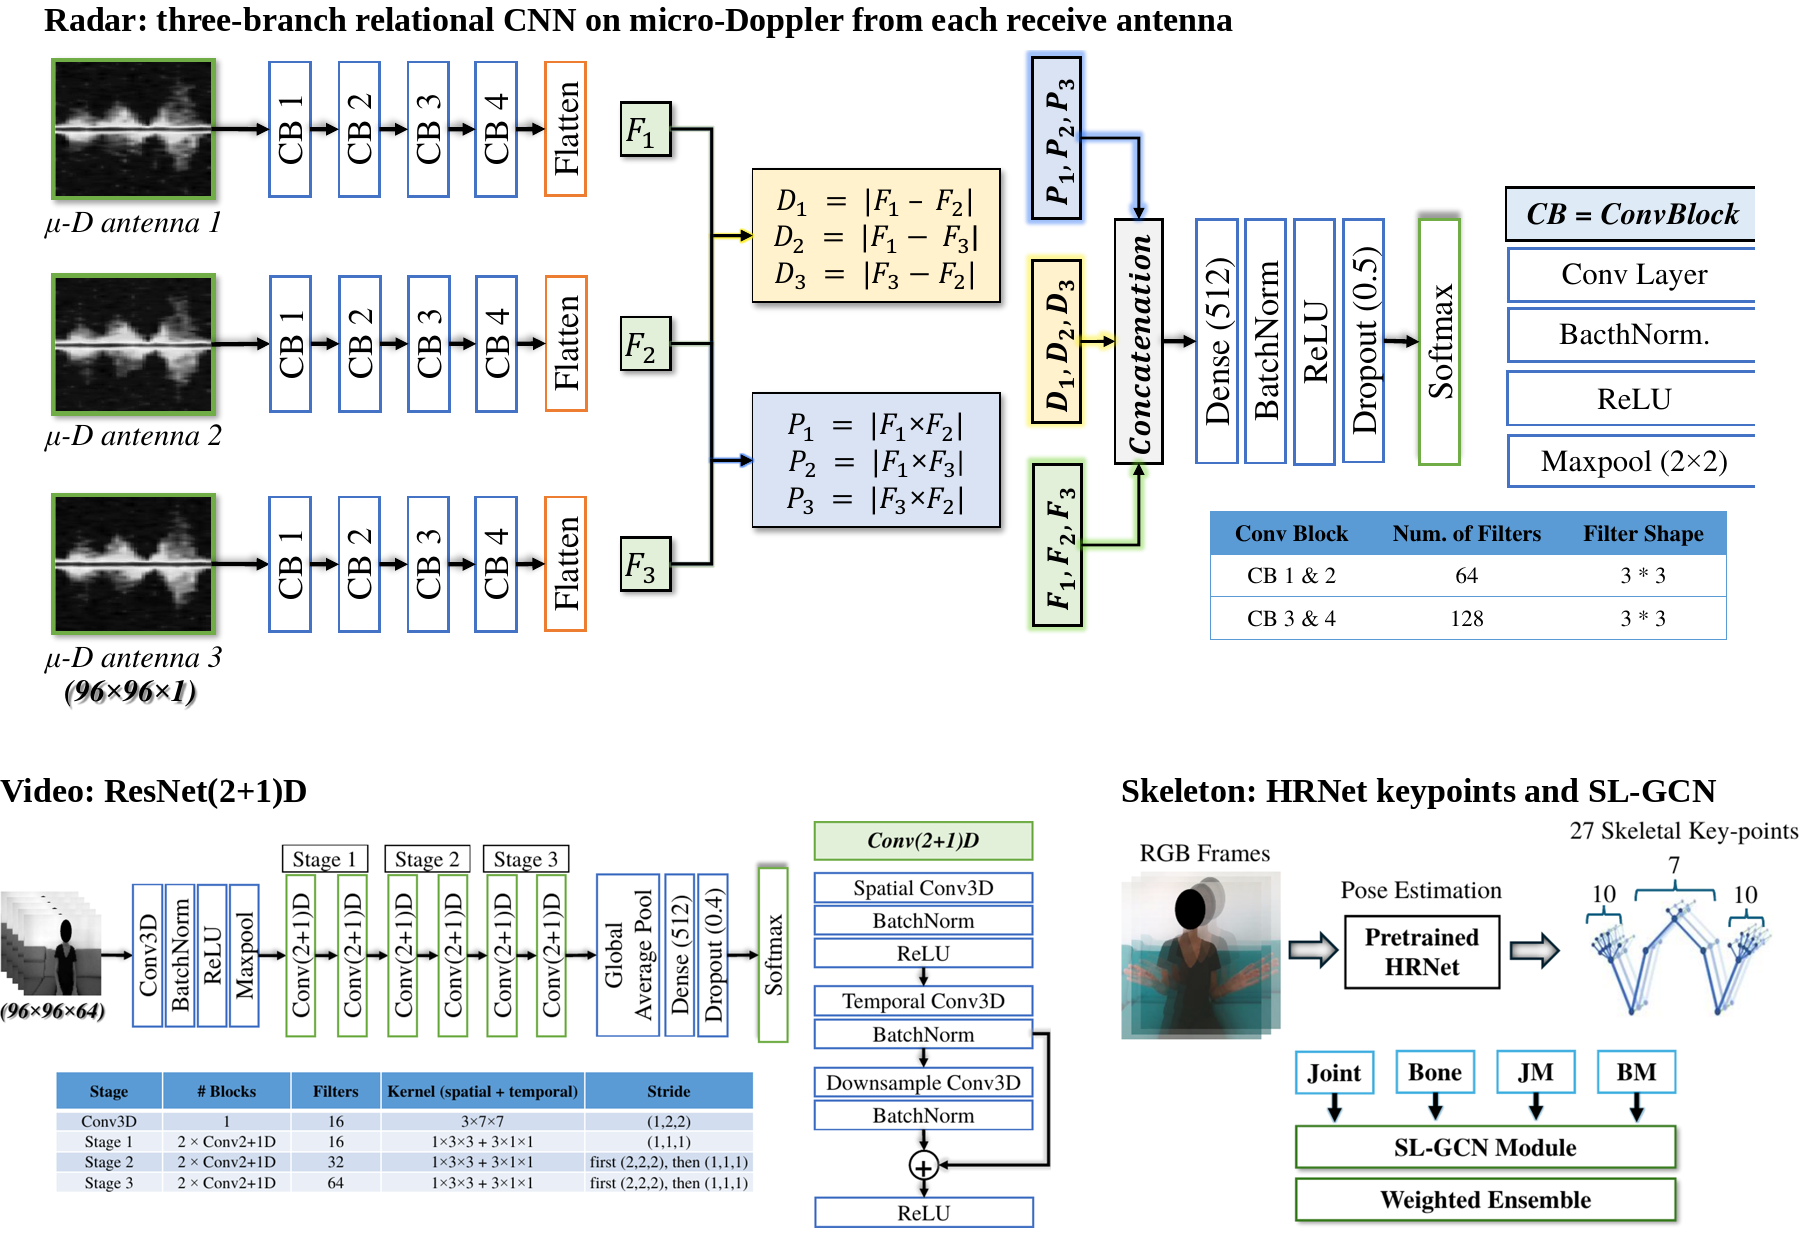 Radar: three-branch relational CNN on micro-Doppler from each receive antenna
CB 1
CB 2
CB 3
CB 4
Flatten
μ-D antenna 1
CB 1
CB 2
CB 3
CB 4
Flatten
μ-D antenna 2
CB 1
CB 2
CB 3
CB 4
Flatten
μ-D antenna 3
(96×96×1)
F1
F2
F3
D1 = |F1 – F2|
D2 = |F1 − F3|
D3 = |F3 − F2|
P1 = |F1×F2|
P2 = |F1×F3|
P3 = |F3×F2|
P1, P2, P3
D1, D2, D3
F1, F2, F3
Concatenation
Dense (512)
BatchNorm
ReLU
Dropout (0.5)
Softmax
CB = ConvBlock
Conv Layer
BacthNorm.
ReLU
Maxpool (2×2)
Conv Block Num. of Filters Filter Shape
CB 1 & 2 64 3 * 3
CB 3 & 4 128 3 * 3
Video: ResNet(2+1)D
(96×96×64)
Conv3D
BatchNorm
ReLU
Maxpool
Stage 1
Conv(2+1)D
Conv(2+1)D
Stage 2
Conv(2+1)D
Conv(2+1)D
Stage 3
Conv(2+1)D
Conv(2+1)D
Global
Average Pool
Dense (512)
Dropout (0.4)
Softmax
Stage # Blocks Filters Kernel (spatial + temporal) Stride
Conv3D 1 16 3×7×7 (1,2,2)
Stage 1 2 × Conv2+1D 16 1×3×3 + 3×1×1 (1,1,1)
Stage 2 2 × Conv2+1D 32 1×3×3 + 3×1×1 first (2,2,2), then (1,1,1)
Stage 3 2 × Conv2+1D 64 1×3×3 + 3×1×1 first (2,2,2), then (1,1,1)
Conv(2+1)D
Spatial Conv3D
BatchNorm
ReLU
Temporal Conv3D
BatchNorm
Downsample Conv3D
BatchNorm
+
ReLU
Skeleton: HRNet keypoints and SL-GCN
RGB Frames
Pose Estimation
Pretrained
HRNet
27 Skeletal Key-points
7
10
10
Joint
Bone
JM
BM
SL-GCN Module
Weighted Ensemble